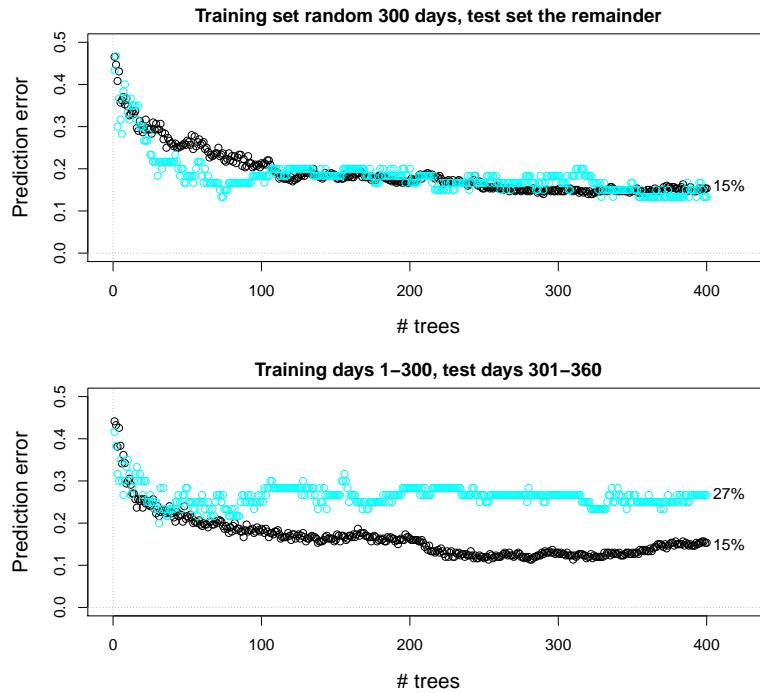 Training set random 300 days, test set the remainder
Prediction error
0.5
0.4
0.3
0.2
0.1
0.0
15%
0 100 200 300 400
# trees
Training days 1−300, test days 301−360
Prediction error
0.5
0.4
0.3
0.2
0.1
0.0
27%
15%
0 100 200 300 400
# trees